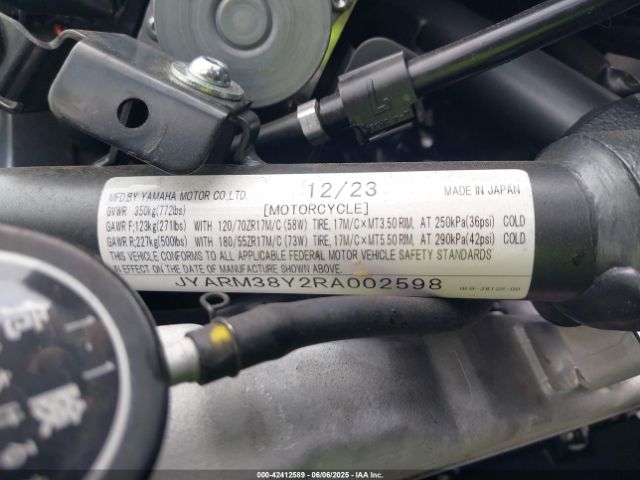 MFD.BY YAMAHA MOTOR CO.,LTD. 12/23 MADE IN JAPAN
GVWR 350kg(772lbs) [MOTORCYCLE]
GAWR F;123kg(271lbs) WITH 120/70ZR17M/C (58W) TIRE, 17M/C×MT3.50 RIM, AT 250kPa(36psi) COLD
GAWR R;227kg(500lbs) WITH 180/55ZR17M/C (73W) TIRE, 17M/C×MT5.50 RIM, AT 290kPa(42psi) COLD
THIS VEHICLE CONFORMS TO ALL APPLICABLE FEDERAL MOTOR VEHICLE SAFETY STANDARDS
IN EFFECT ON THE DATE OF MANUFACTURE SHOWN ABOVE.
JYARM38Y2RA002598
000-42412589 - 06/06/2025 - IAAI.COM